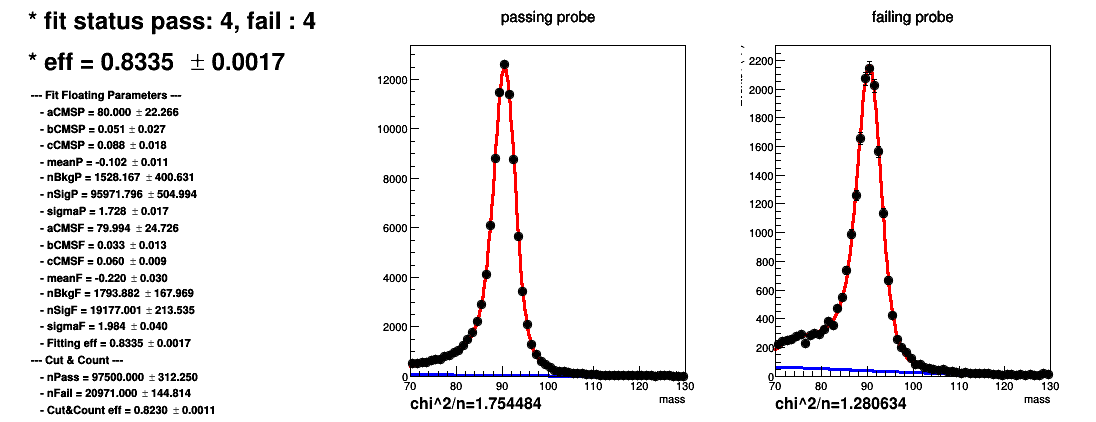 * fit status pass: 4, fail : 4
* eff = 0.8335 ± 0.0017
--- Fit Floating Parameters ---
- aCMSP = 80.000 ± 22.266
- bCMSP = 0.051 ± 0.027
- cCMSP = 0.088 ± 0.018
- meanP = -0.102 ± 0.011
- nBkgP = 1528.167 ± 400.631
- nSigP = 95971.796 ± 504.994
- sigmaP = 1.728 ± 0.017
- aCMSF = 79.994 ± 24.726
- bCMSF = 0.033 ± 0.013
- cCMSF = 0.060 ± 0.009
- meanF = -0.220 ± 0.030
- nBkgF = 1793.882 ± 167.969
- nSigF = 19177.001 ± 213.535
- sigmaF = 1.984 ± 0.040
- Fitting eff = 0.8335 ± 0.0017
--- Cut & Count ---
- nPass = 97500.000 ± 312.250
- nFail = 20971.000 ± 144.814
- Cut&Count eff = 0.8230 ± 0.0011
passing probe
12000
10000
8000
6000
4000
2000
0
70 80 90 100 110 120 130
mass
chi^2/n=1.754484
failing probe
2200
2000
1800
1600
1400
1200
1000
800
600
400
200
0
70 80 90 100 110 120 130
mass
chi^2/n=1.280634